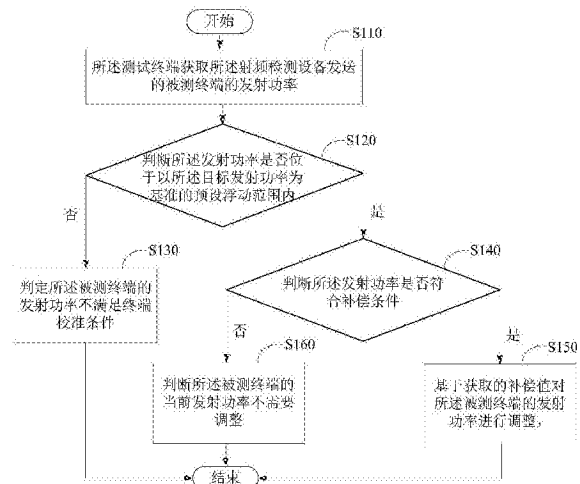 开始
S110
所述测试终端获取所述射频检测设备发送
的被测终端的发射功率
S120
判断所述发射功率是否位
于以所述目标发射功率为
基准的预设浮动范围内
否
是
S130
判定所述被测终端的
发射功率不满足终端
校准条件
S140
判断所述发射功率是否符
合补偿条件
否
是
S160
判断所述被测终端的
当前发射功率不需要
调整
S150
基于获取的补偿值对
所述被测终端的发射
功率进行调整，
结束